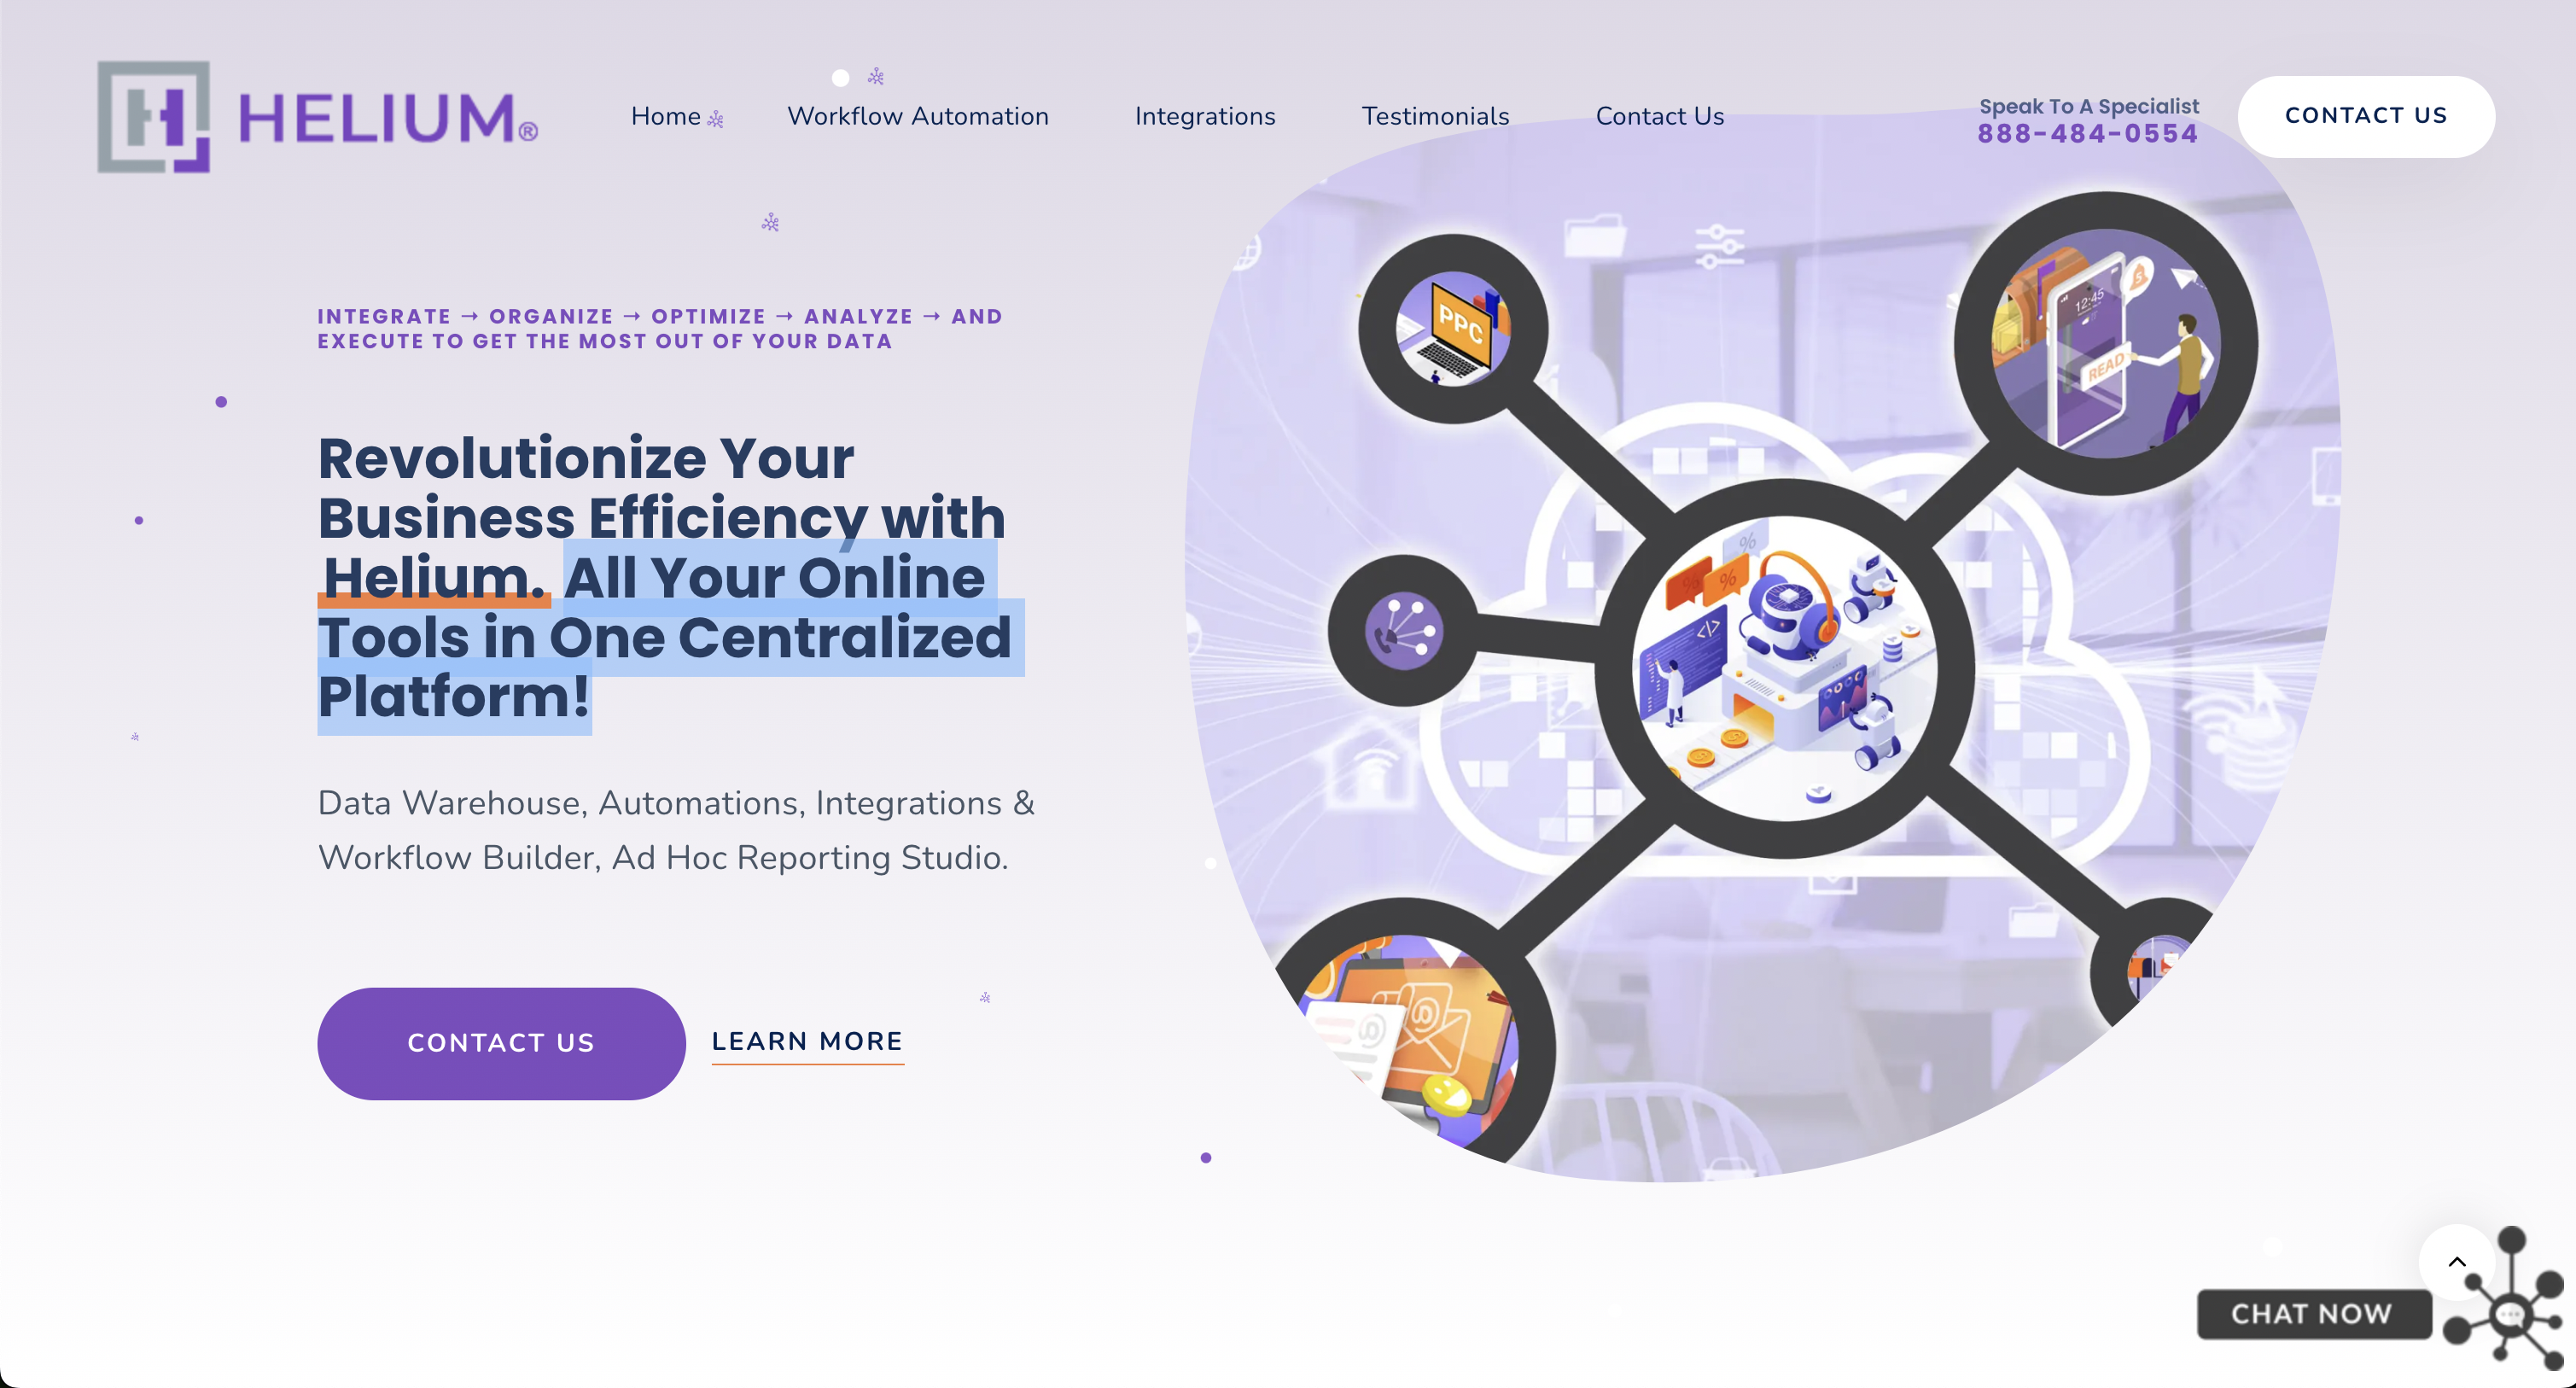 HELIUM®
Home
Workflow Automation
Integrations
Testimonials
Contact Us
Speak To A Specialist
888-484-0554
CONTACT US
INTEGRATE → ORGANIZE → OPTIMIZE → ANALYZE → AND
EXECUTE TO GET THE MOST OUT OF YOUR DATA
Revolutionize Your
Business Efficiency with
Helium. All Your Online
Tools in One Centralized
Platform!
Data Warehouse, Automations, Integrations &
Workflow Builder, Ad Hoc Reporting Studio.
CONTACT US
LEARN MORE
PPC
12:45
5
READ
%
%
%
</>
@
@
CHAT NOW